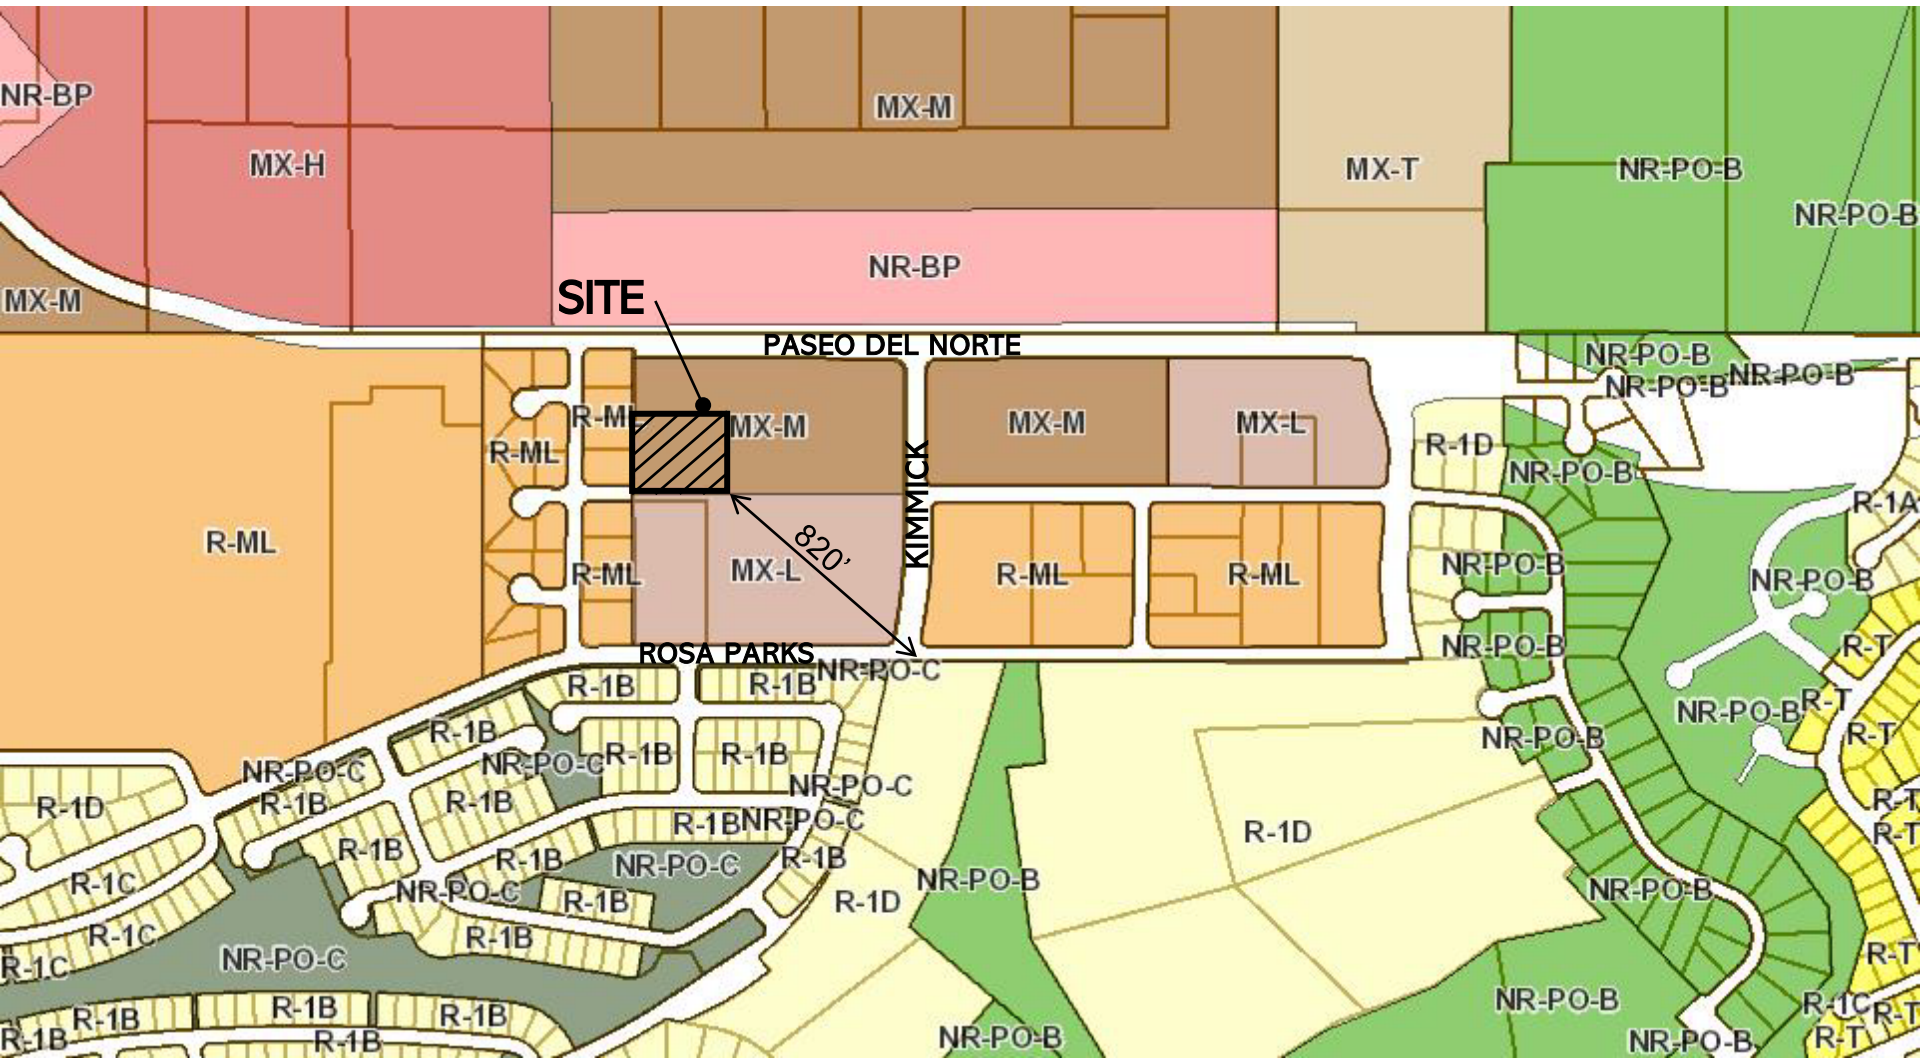 NR-BP
MX-M
MX-H
MX-T
NR-PO-B
NR-PO-B
NR-BP
MX-M
SITE
PASEO DEL NORTE
NR-PO-B
NR-PO-B
NR-PO-B
R-ML
MX-M
MX-M
MX-L
R-ML
R-1D
NR-PO-B
R-1A
KIMMICK
R-ML
820'
R-ML
MX-L
R-ML
R-ML
NR-PO-B
NR-PO-B
NR-PO-B
R-T
ROSA PARKS
NR-PO-C
R-1B
R-1B
R-1B
NR-PO-B
R-T
R-T
NR-PO-B
NR-PO-C
NR-PO-C
R-1B
R-1B
NR-PO-C
R-1D
R-1B
R-1B
R-1B
NR-PO-C
R-1D
R-T
R-T
R-1B
R-1B
NR-PO-C
R-1B
R-1C
NR-PO-C
R-1B
R-1D
NR-PO-B
NR-PO-B
R-1C
R-1B
NR-PO-C
R-1C
R-T
NR-PO-B
R-1B
R-1B
R-1B
R-1C
R-T
R-1B
R-1B
NR-PO-B
NR-PO-B
R-T